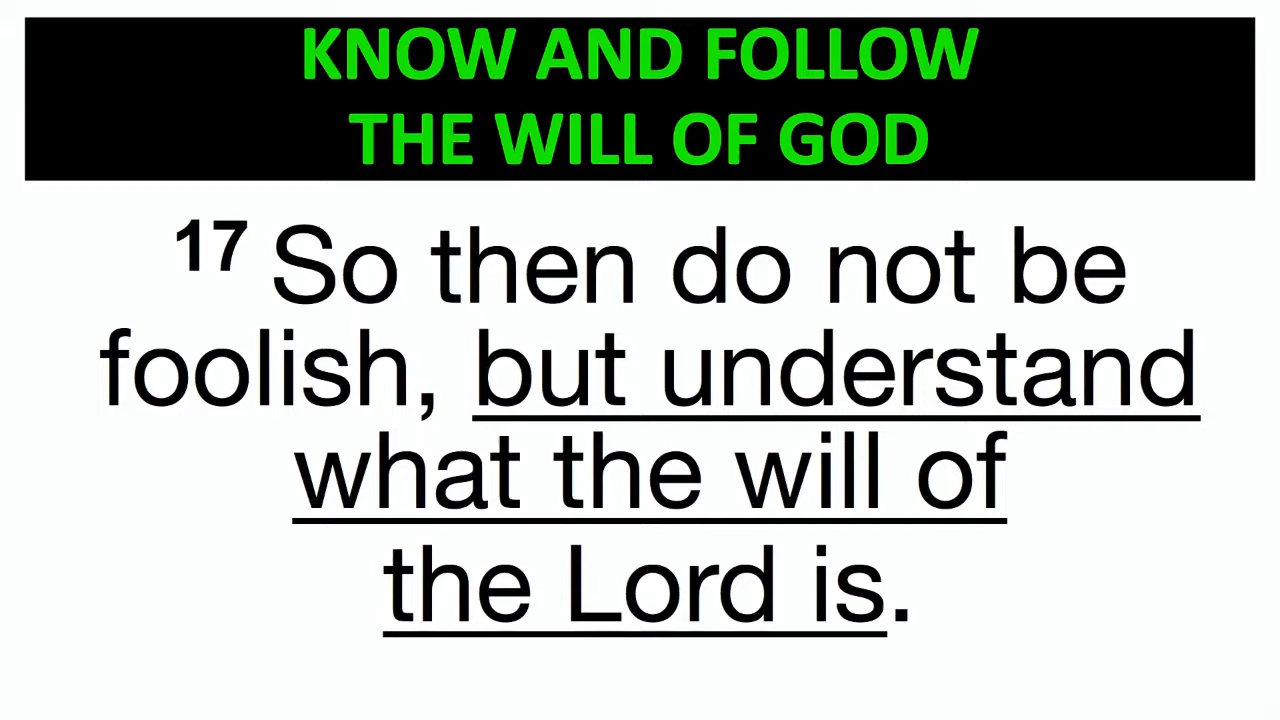 KNOW AND FOLLOW
THE WILL OF GOD
17 So then do not be
foolish, but understand
what the will of
the Lord is.